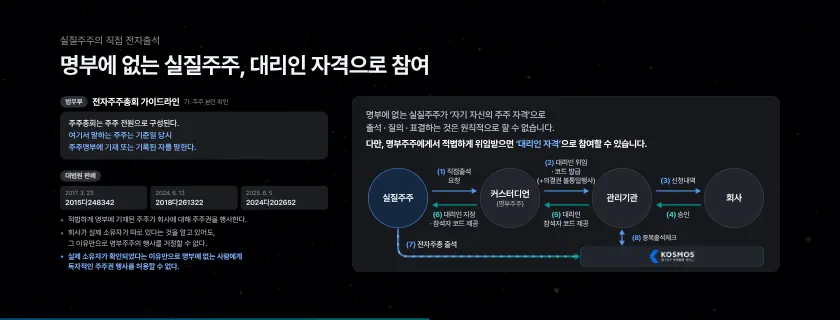 실질주주의 직접 전자출석
명부에 없는 실질주주, 대리인 자격으로 참여
법무부 전자주주총회 가이드라인 가. 주주 본인 확인
주주총회는 주주 전원으로 구성된다.
여기서 말하는 주주는 기준일 당시
주주명부에 기재 또는 기록된 자를 말한다.
대법원 판례
2017. 3. 23
2015다248342
2024. 6. 13
2018다261322
2025. 6. 5
2024다202652
• 적법하게 명부에 기재된 주주가 회사에 대해 주주권을 행사한다.
• 회사가 실제 소유자가 따로 있다는 것을 알고 있어도,
그 이유만으로 명부주주의 행사를 거절할 수 없다.
• 실제 소유자가 확인되었다는 이유만으로 명부에 없는 사람에게
독자적인 주주권 행사를 허용할 수 없다.
명부에 없는 실질주주가 '자기 자신의 주주 자격'으로
출석 · 질의 · 표결하는 것은 원칙적으로 할 수 없습니다.
다만, 명부주주에게서 적법하게 위임받으면 '대리인 자격'으로 참여할 수 있습니다.
실질주주
(1) 직접출석
요청
커스터디언
(명부주주)
(2) 대리인 위임
· 코드 발급
(+의결권 불통일행사)
관리기관
(3) 신청내역
회사
(6) 대리인 지정
· 참석자 코드 제공
(5) 대리인
참석자 코드 제공
(4) 승인
(7) 전자주총 출석
(8) 중복출석체크
KOSMOS